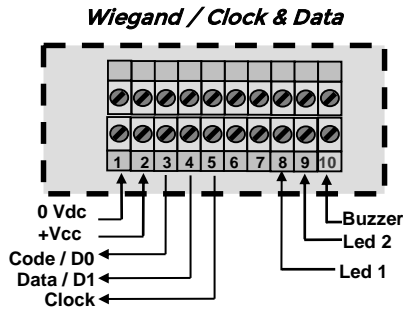 Wiegand / Clock & Data
1 2 3 4 5 6 7 8 9 10
0 Vdc
+Vcc
Code / D0
Data / D1
Clock
Buzzer
Led 2
Led 1